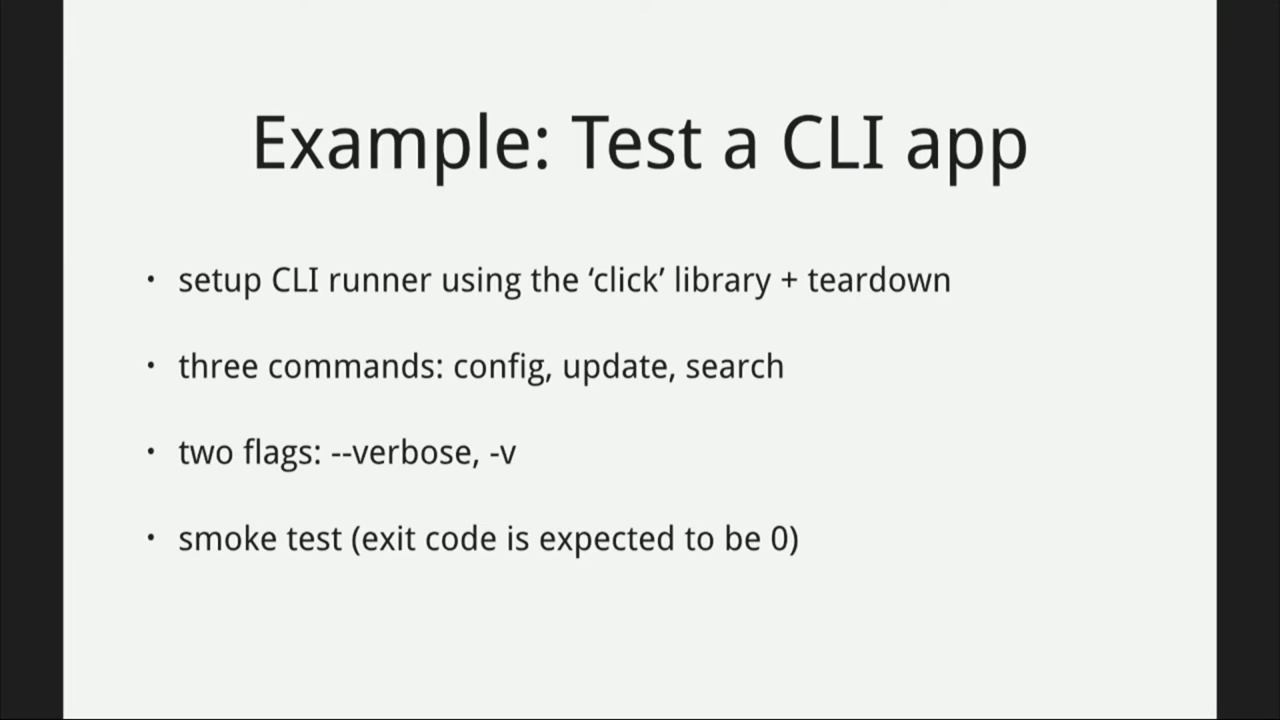 Example: Test a CLI app
• setup CLI runner using the ‘click’ library + teardown
• three commands: config, update, search
• two flags: --verbose, -v
• smoke test (exit code is expected to be 0)